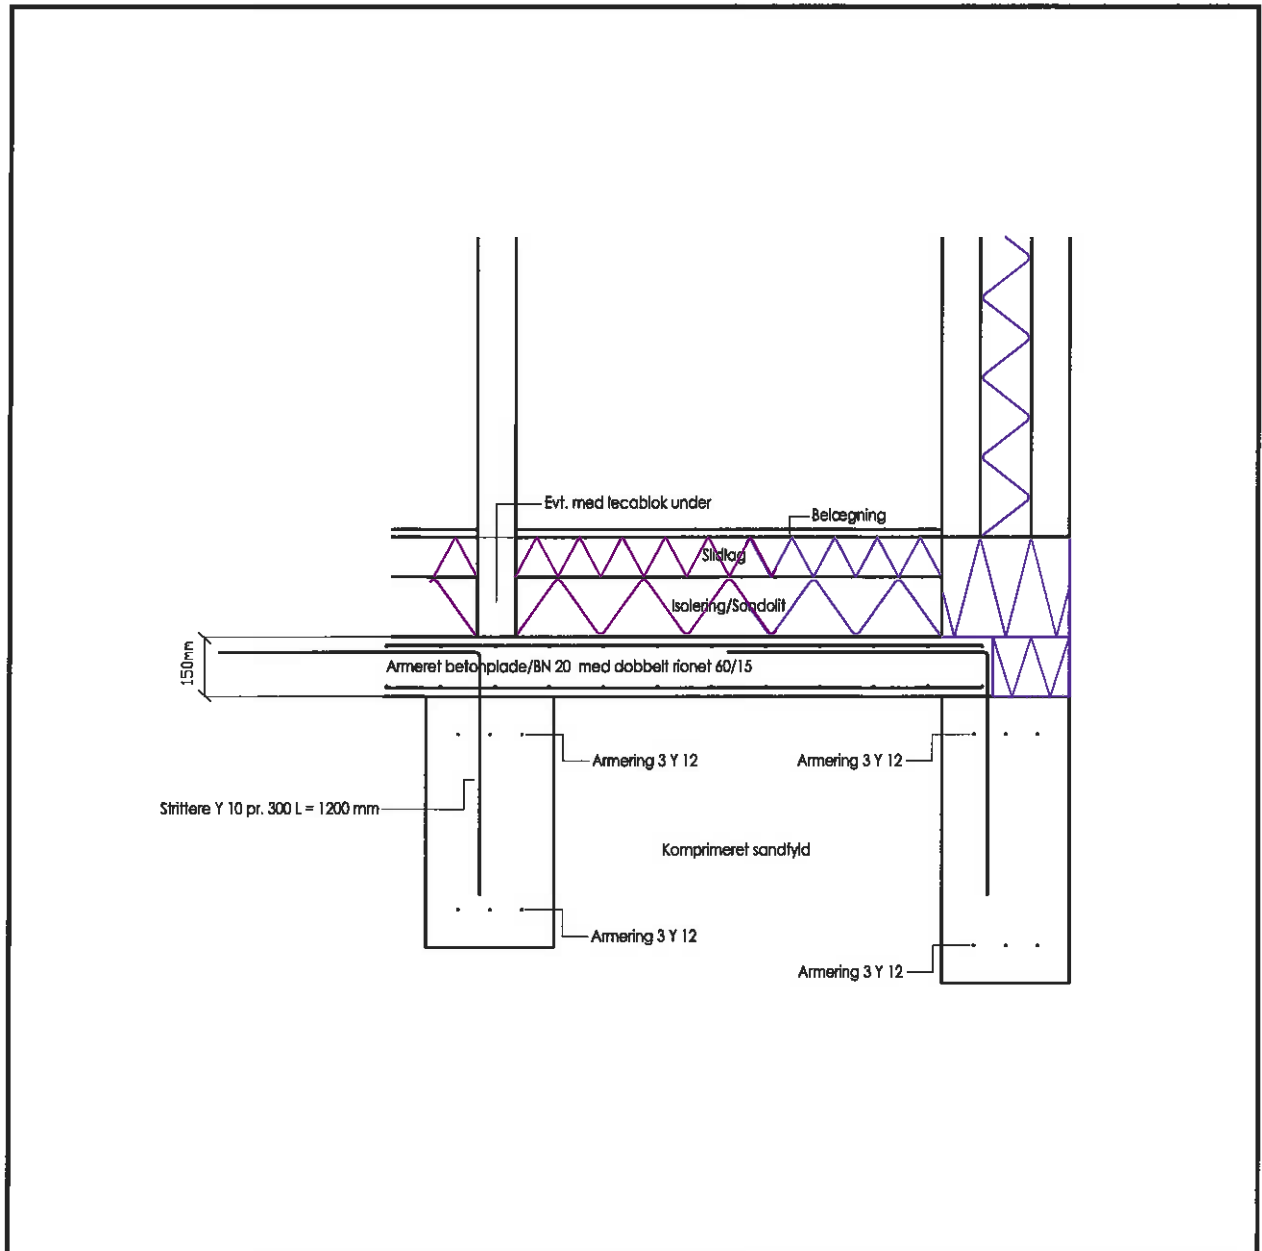 Evt. med lecablok under
Belægning
Slidlag
Isolering/Sandolit
150mm
Armeret betonplade/BN 20 med dobbelt rionet 60/15
Armering 3 Y 12
Armering 3 Y 12
Strittere Y 10 pr. 300 L = 1200 mm
Komprimeret sandfyld
Armering 3 Y 12
Armering 3 Y 12